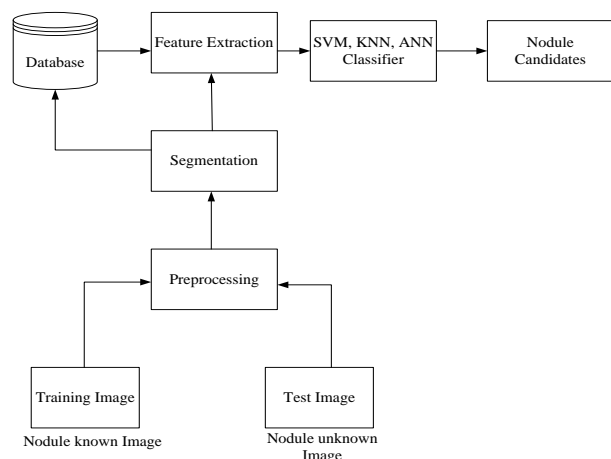 Database
Feature Extraction
SVM, KNN, ANN
Classifier
Nodule
Candidates
Segmentation
Preprocessing
Training Image
Test Image
Nodule known Image
Nodule unknown
Image